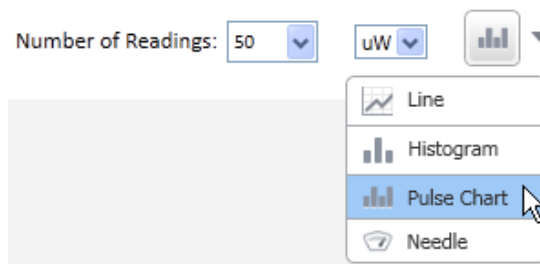 Number of Readings: 50 uW
Line
Histogram
Pulse Chart
Needle